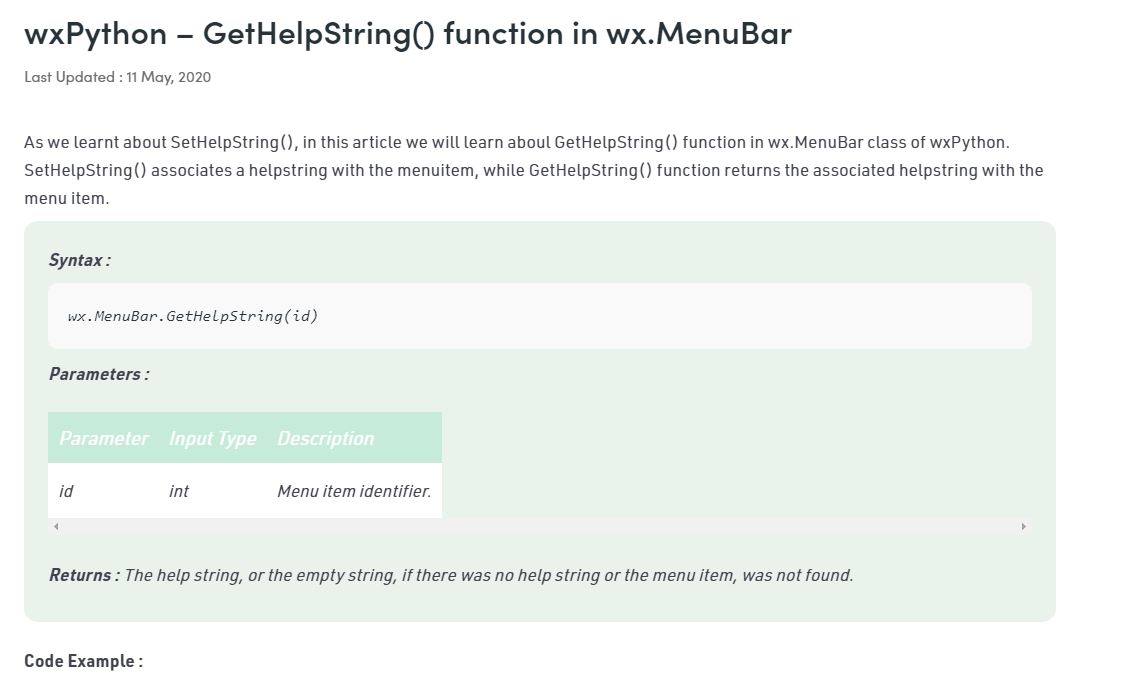 wxPython – GetHelpString() function in wx.MenuBar
Last Updated : 11 May, 2020
As we learnt about SetHelpString(), in this article we will learn aboul GetHelpString() function in wx.MenuBar class of wxPython.
SetHelpString() associates a helpstring with the menuitem, while GetHelpString() function returns the associated helpstring with the
menu item.
Syntax :
wx.MenuBar.GetHelpString(id)
Parameters :
Parameter Input Type Description
id int Menu item identifier.
Returns : The help string, or the empty string, if there was no help string or the menu item, was not found.
Code Example :